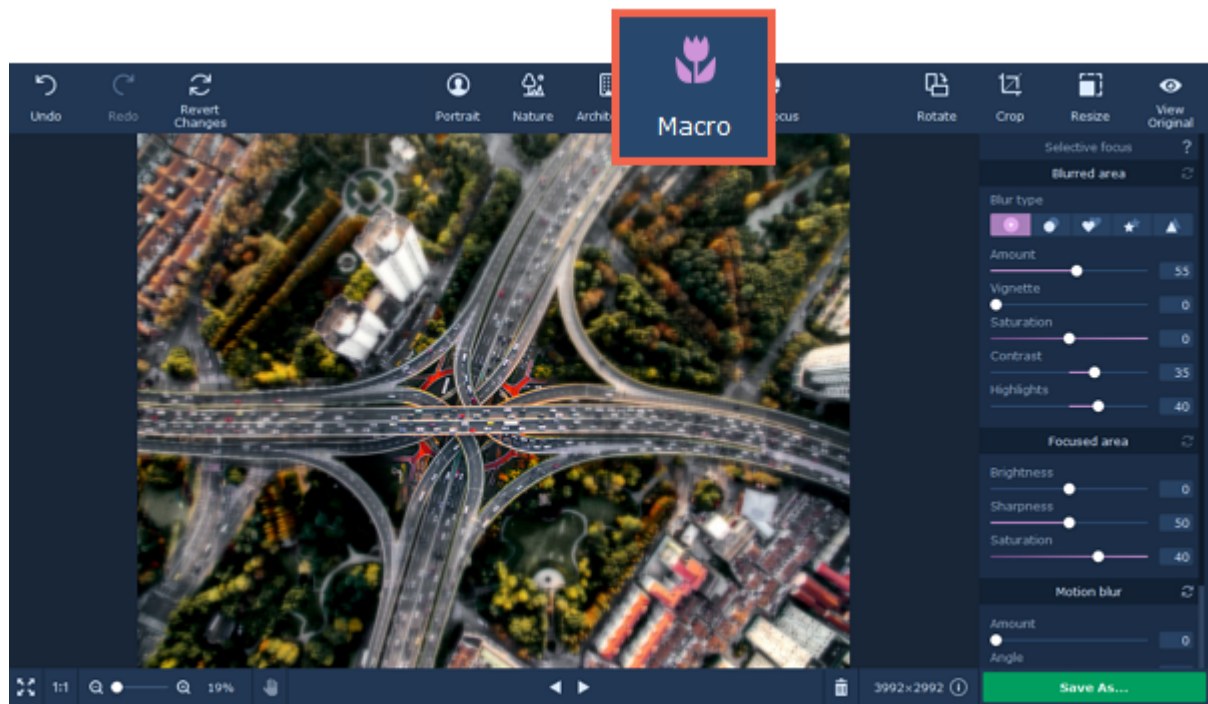 Macro
Undo
Redo
Revert
Changes
Portrait
Nature
Rotate
Crop
Resize
View
Original
Selective focus ?
Blurred area
Blur type
Amount
55
Vignette
0
Saturation
0
Contrast
35
Highlights
40
Focused area
Brightness
0
Sharpness
50
Saturation
40
Motion blur
Amount
0
Angle
1:1
19%
3992×2992
Save As...